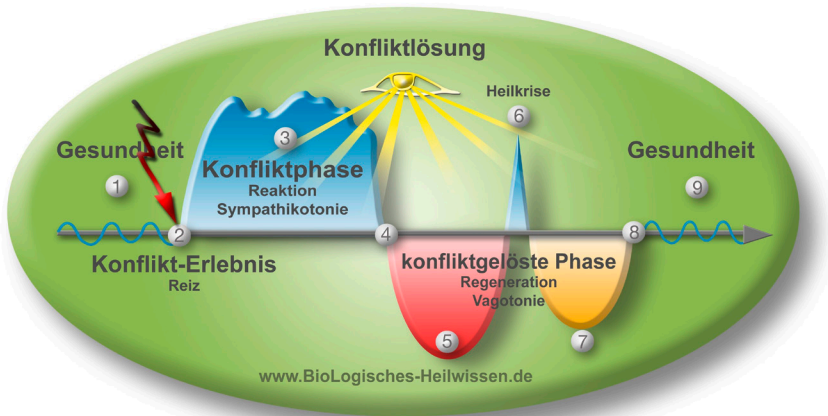 Konfliktlösung
Heilkrise
6
3
Gesundheit
1
Konfliktphase
Reaktion
Sympathikotonie
Gesundheit
9
2
4
8
Konflikt-Erlebnis
Reiz
konfliktgelöste Phase
Regeneration
Vagotonie
5
7
www.BioLogisches-Heilwissen.de